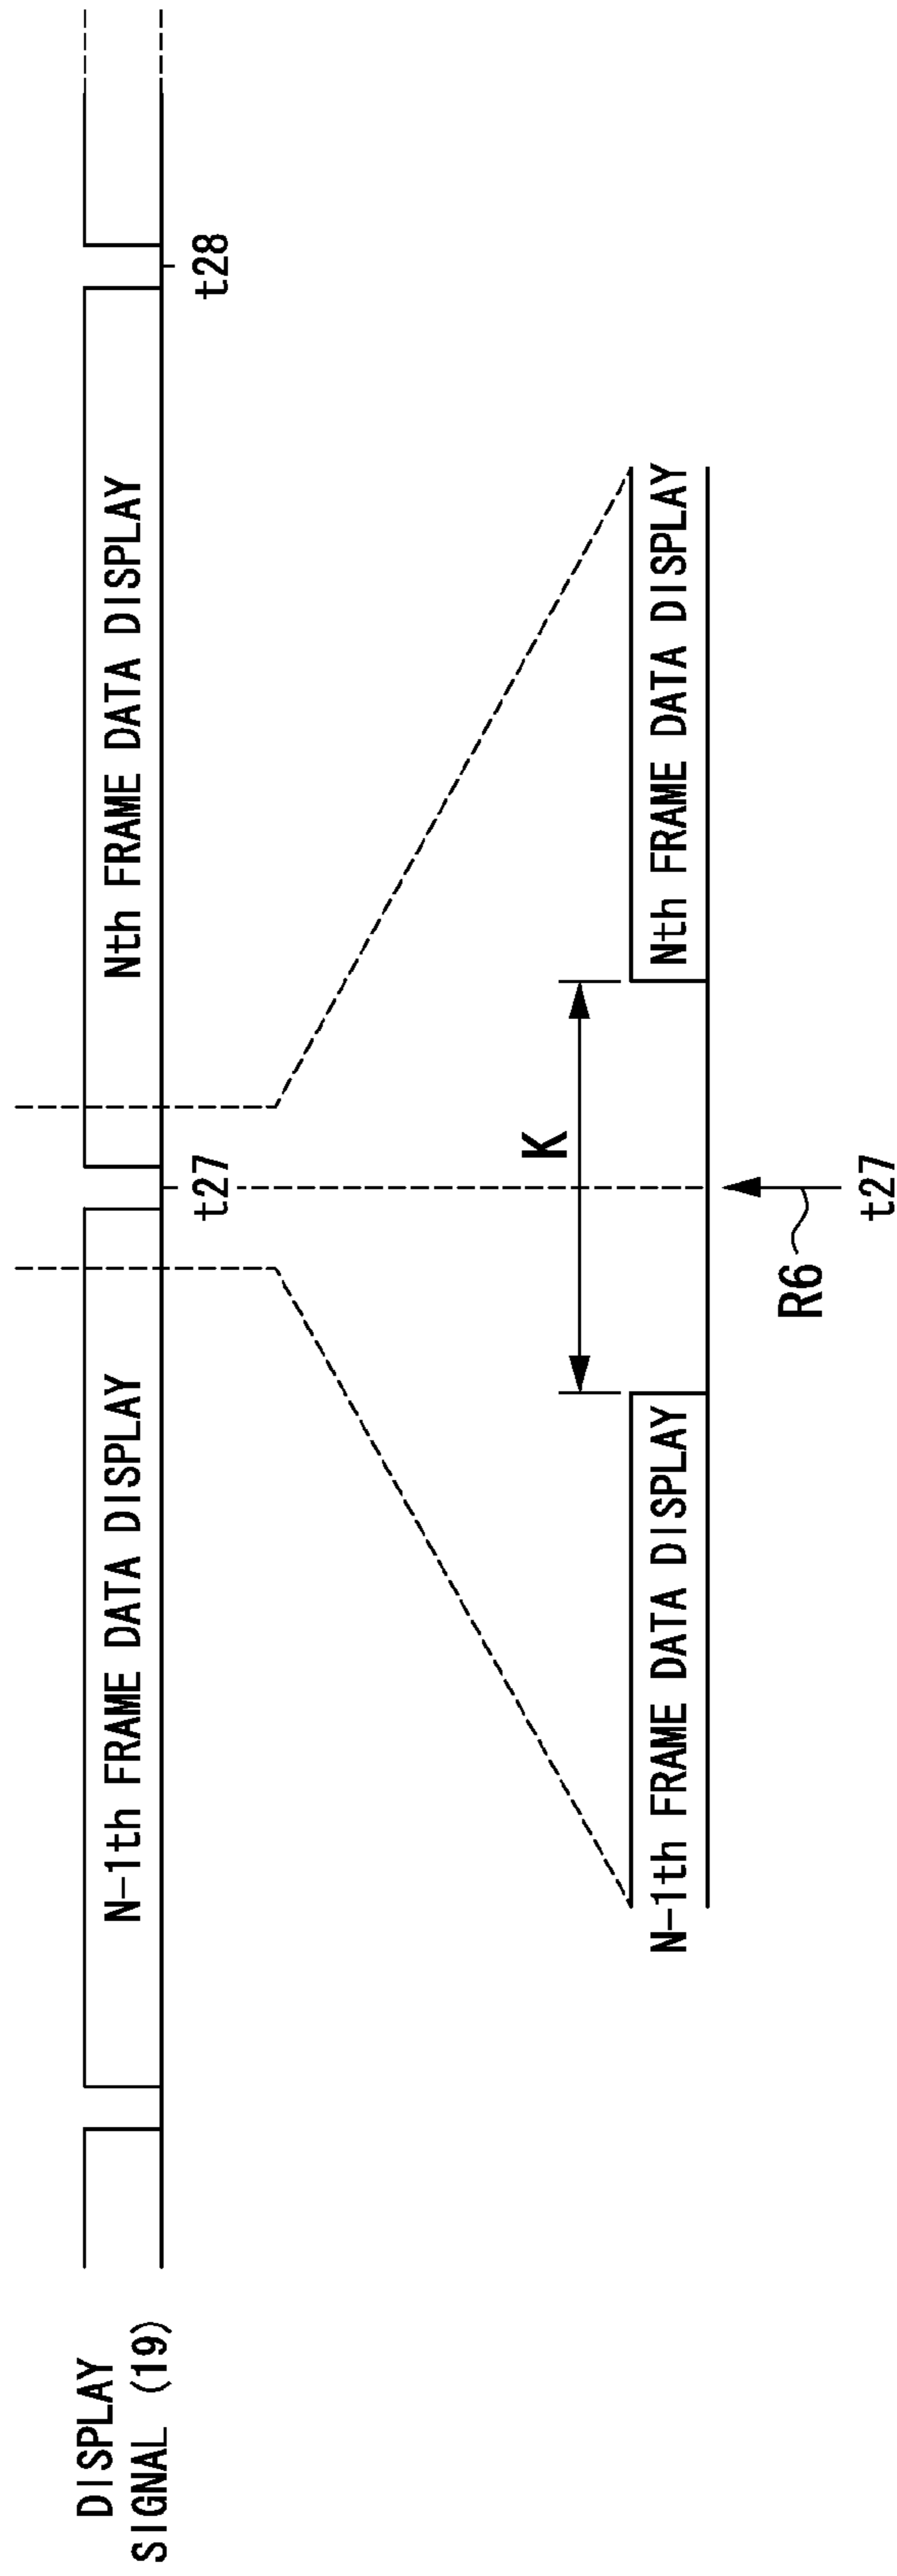 DISPLAY
SIGNAL (19)
N-1th FRAME DATA DISPLAY
Nth FRAME DATA DISPLAY
t27
t28
K
N-1th FRAME DATA DISPLAY
Nth FRAME DATA DISPLAY
R6
t27